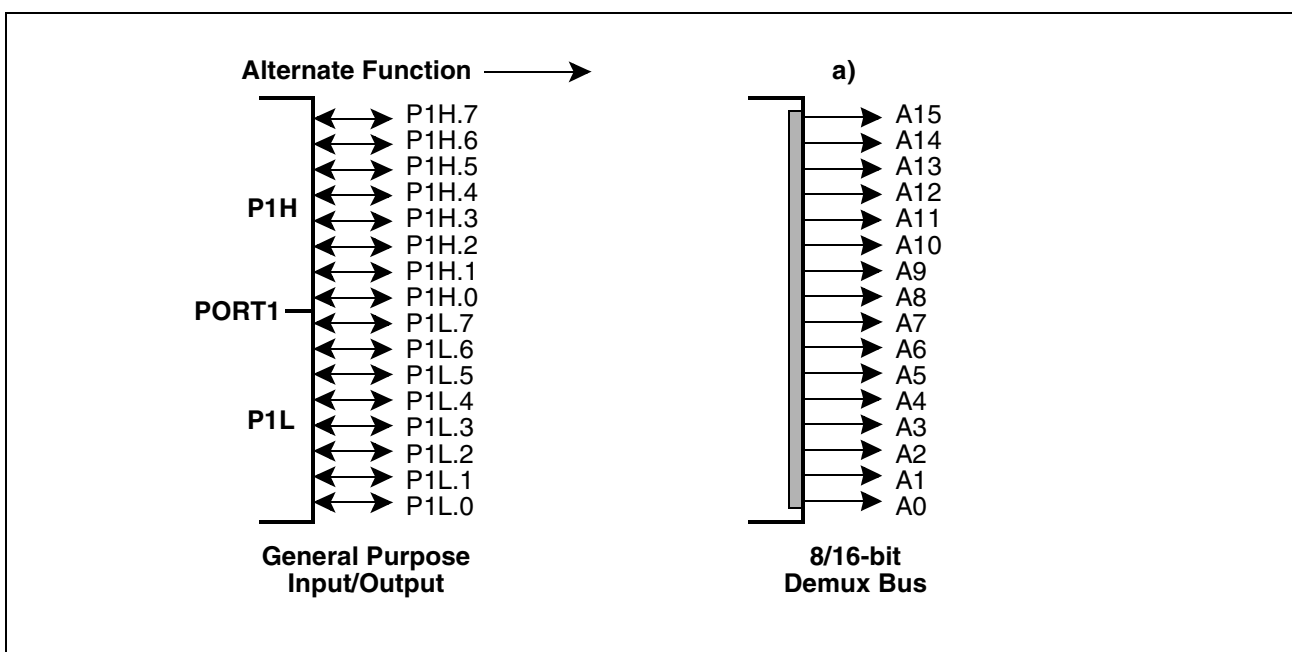 Alternate Function
a)
P1H.7
P1H.6
P1H.5
P1H.4
P1H.3
P1H.2
P1H.1
P1H.0
P1L.7
P1L.6
P1L.5
P1L.4
P1L.3
P1L.2
P1L.1
P1L.0
P1H
PORT1
P1L
A15
A14
A13
A12
A11
A10
A9
A8
A7
A6
A5
A4
A3
A2
A1
A0
General Purpose
Input/Output
8/16-bit
Demux Bus